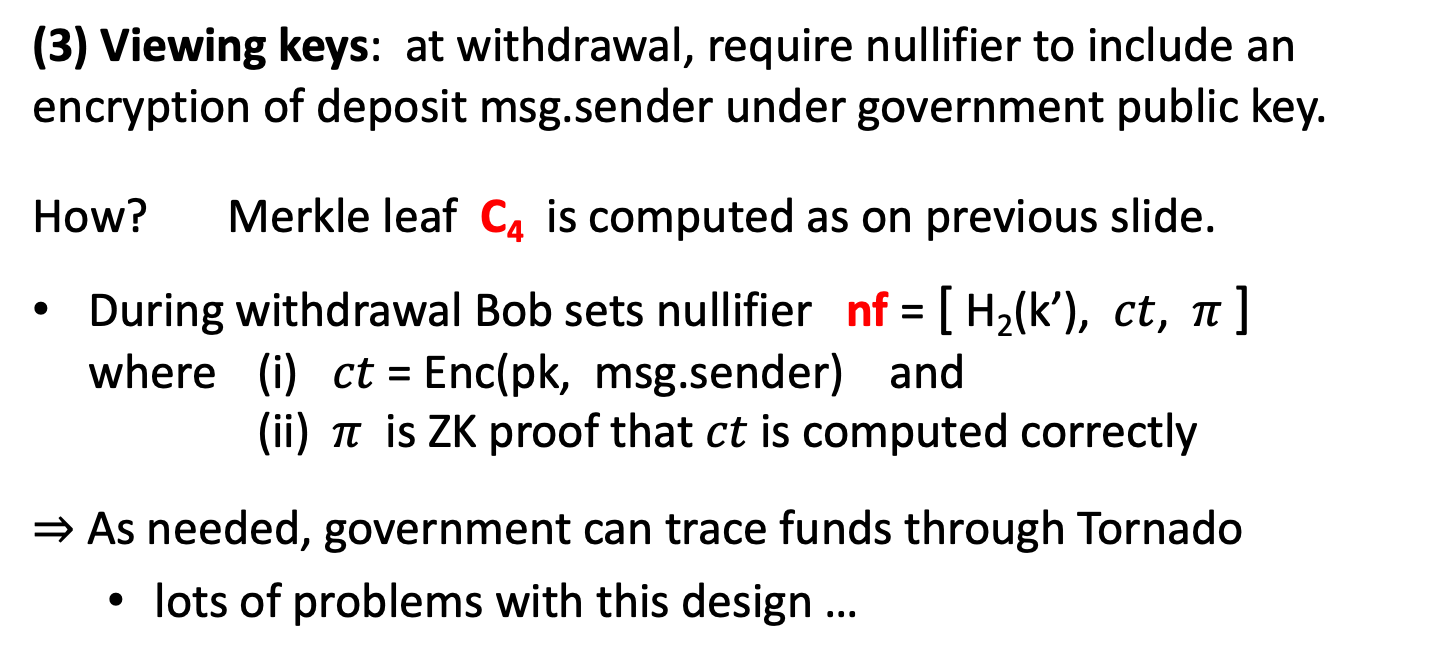 (3) Viewing keys: at withdrawal, require nullifier to include an
encryption of deposit msg.sender under government public key.
How? Merkle leaf C₄ is computed as on previous slide.
• During withdrawal Bob sets nullifier nf = [ H₂(k’), ct, π ]
where (i) ct = Enc(pk, msg.sender) and
(ii) π is ZK proof that ct is computed correctly
⇒ As needed, government can trace funds through Tornado
• lots of problems with this design ...